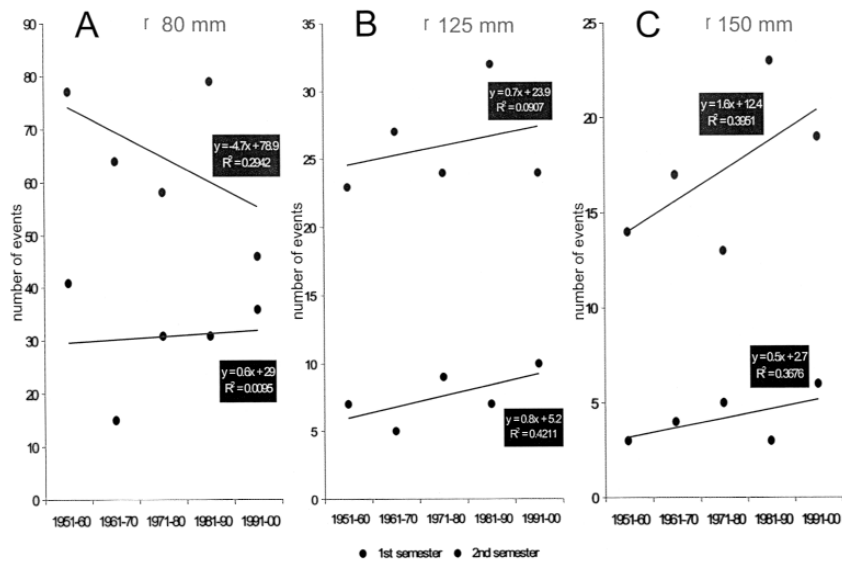 A
r 80 mm
number of events
90
80
70
60
50
40
30
20
10
0
y = -4.7x + 78.9
R² = 0.2942
y = 0.6x + 29
R² = 0.0095
1951-60 1961-70 1971-80 1981-90 1991-00
B
r 125 mm
number of events
35
30
25
20
15
10
5
0
y = 0.7x + 23.9
R² = 0.0907
y = 0.8x + 5.2
R² = 0.4211
1951-60 1961-70 1971-80 1981-90 1991-00
C
r 150 mm
number of events
25
20
15
10
5
0
y = 1.6x + 12.4
R² = 0.3951
y = 0.5x + 2.7
R² = 0.3676
1951-60 1961-70 1971-80 1981-90 1991-00
1st semester 2nd semester